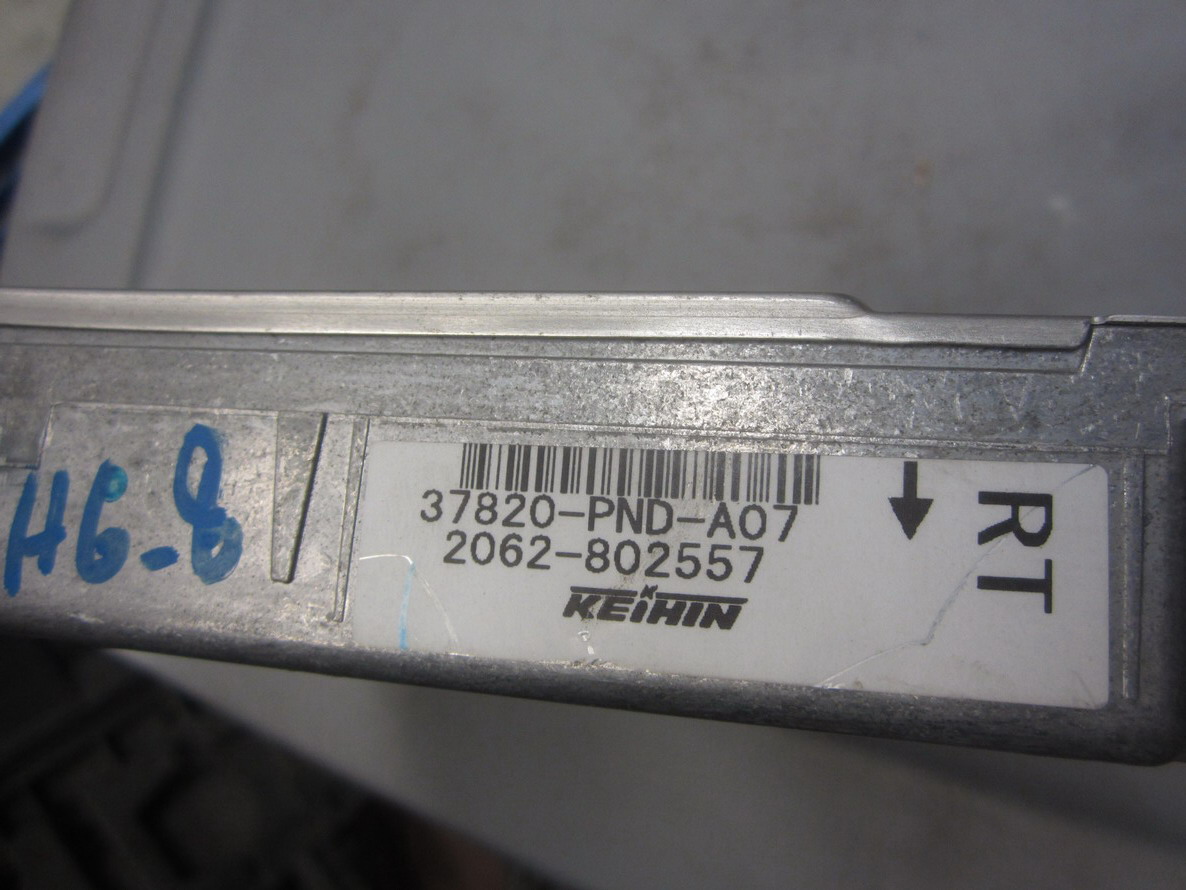 37820-PND-A07
2062-802557
KEIHIN
RT
H6-8